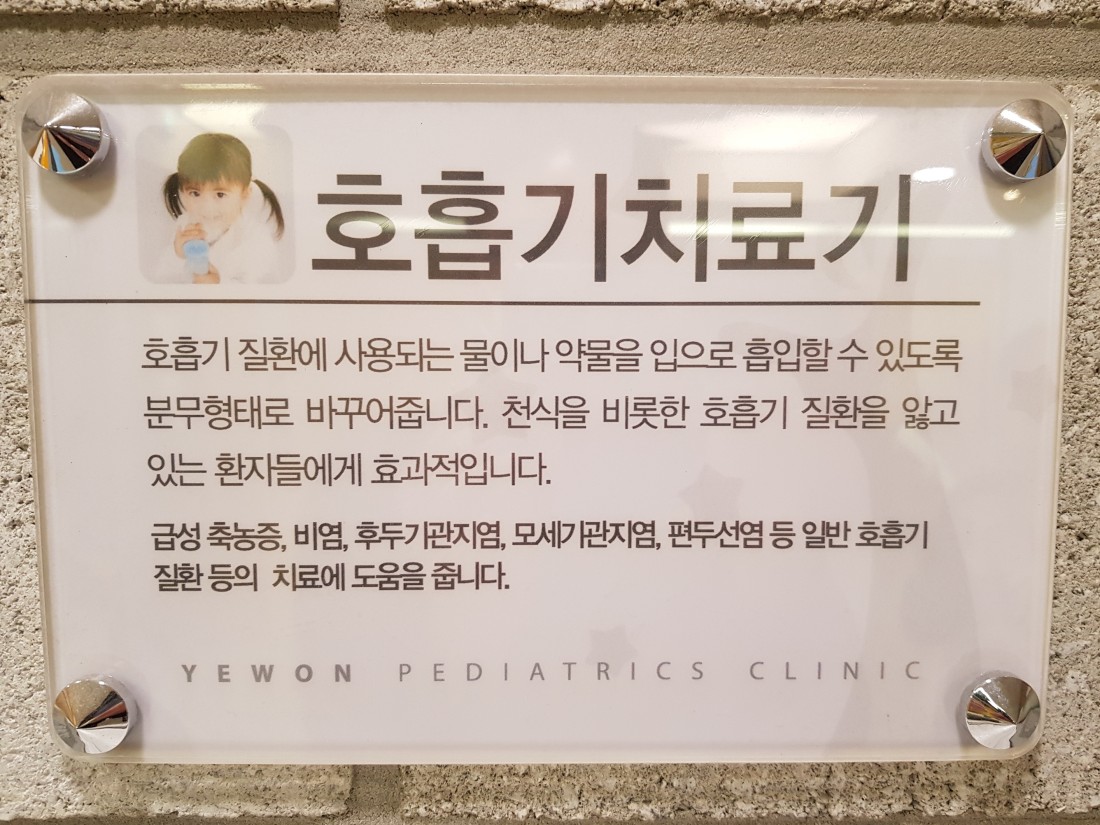 호흡기치료기
호흡기 질환에 사용되는 물이나 약물을 입으로 흡입할 수 있도록
분무형태로 바꾸어줍니다. 천식을 비롯한 호흡기 질환을 앓고
있는 환자들에게 효과적입니다.
급성 축농증, 비염, 후두기관지염, 모세기관지염, 편두선염 등 일반 호흡기
질환 등의 치료에 도움을 줍니다.
YEWON PEDIATRICS CLINIC